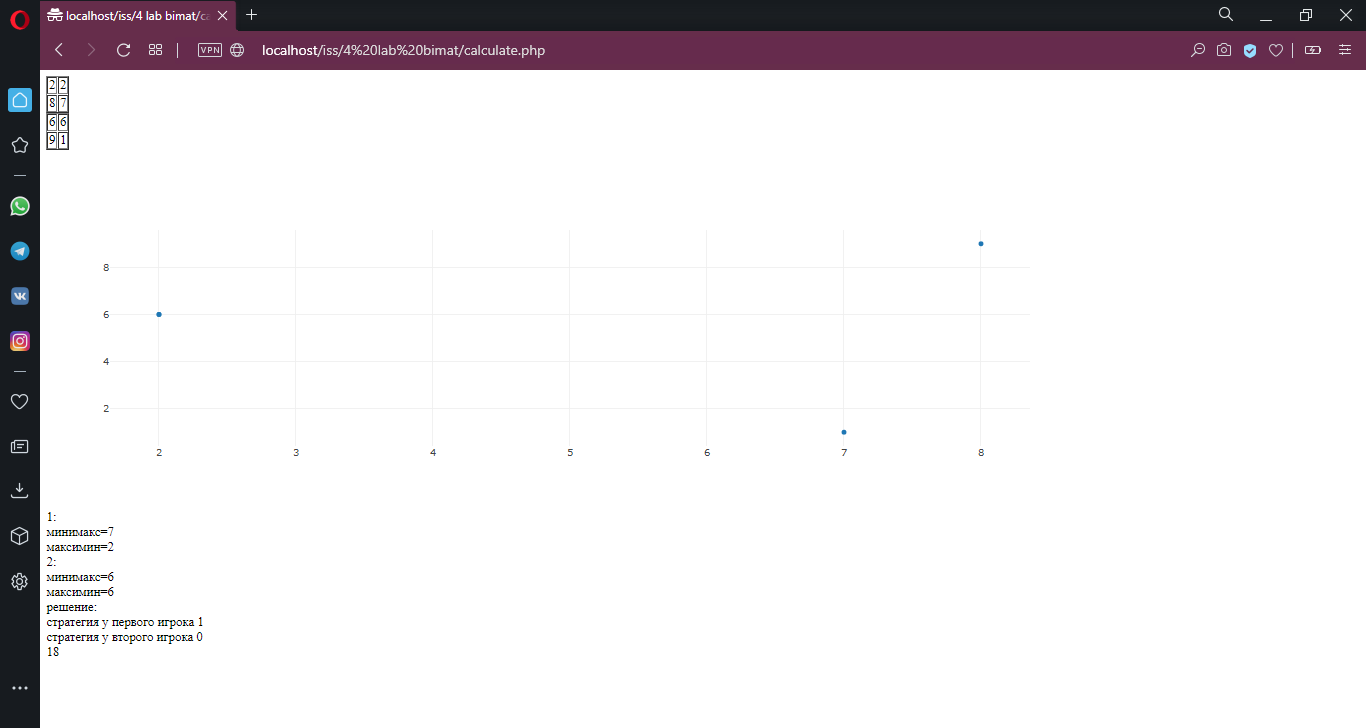 localhost/iss/4 lab bimat/ca
VPN
localhost/iss/4%20lab%20bimat/calculate.php
2 2
8 7
6 6
9 1
8
6
4
2
2 3 4 5 6 7 8
1:
минимакс=7
максимин=2
2:
минимакс=6
максимин=6
решение:
стратегия у первого игрока 1
стратегия у второго игрока 0
18